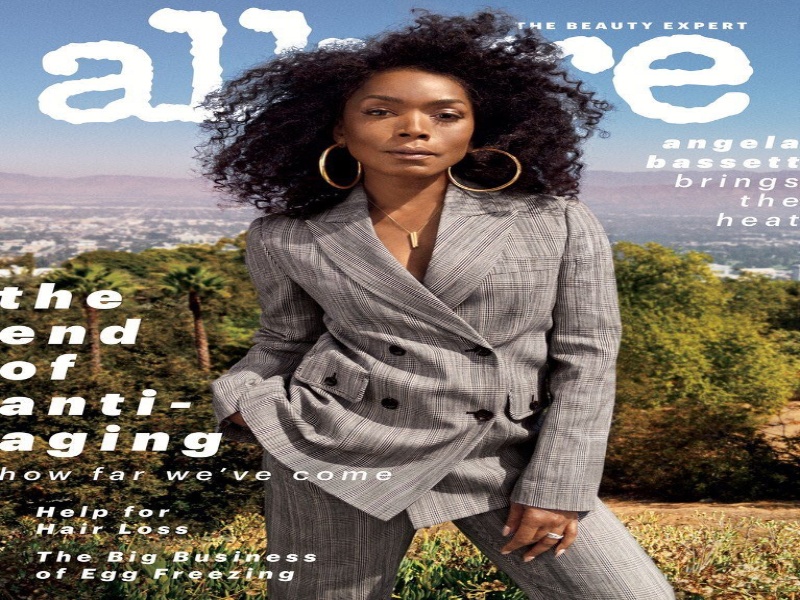 THE BEAUTY EXPERT
allure
angela
bassett
brings
the
heat
the
end
of
anti-
aging
how far we've come
Help for
Hair Loss
The Big Business
of Egg Freezing